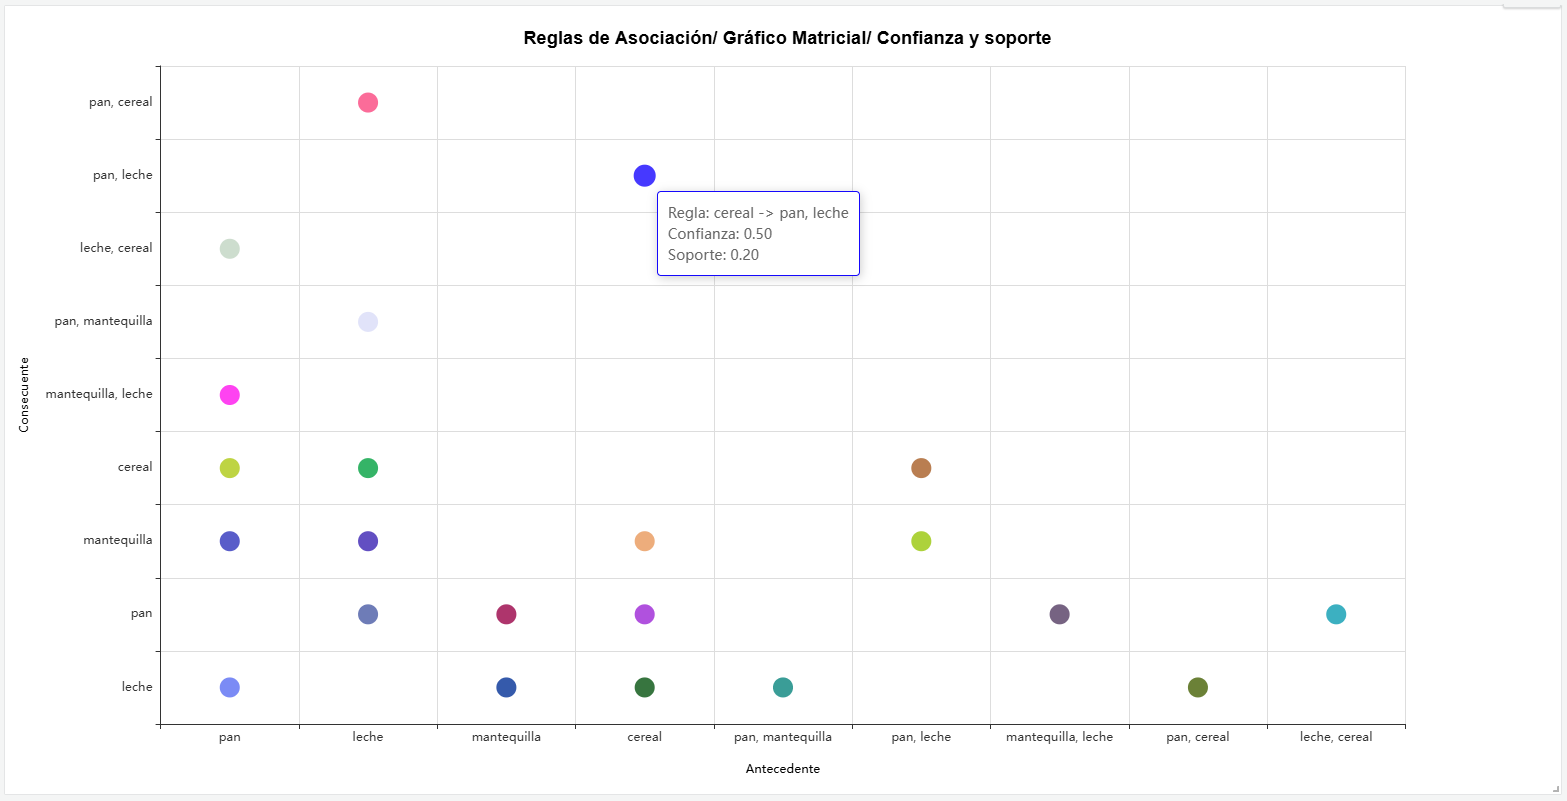 Reglas de Asociación/ Gráfico Matricial/ Confianza y soporte
pan, cereal
pan, leche
Regla: cereal -> pan, leche
Confianza: 0.50
Soporte: 0.20
leche, cereal
pan, mantequilla
Consecuente
mantequilla, leche
cereal
mantequilla
pan
leche
pan
leche
mantequilla
cereal
pan, mantequilla
pan, leche
mantequilla, leche
pan, cereal
leche, cereal
Antecedente